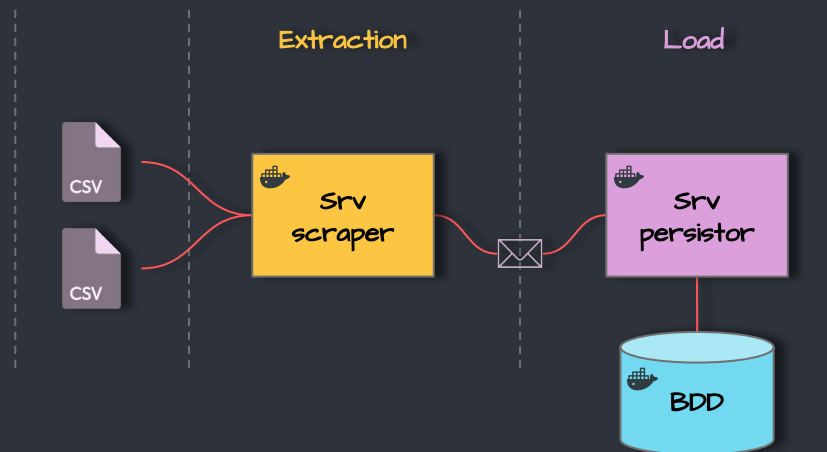 Extraction
Load
CSV
CSV
Srv
scraper
Srv
persistor
BDD